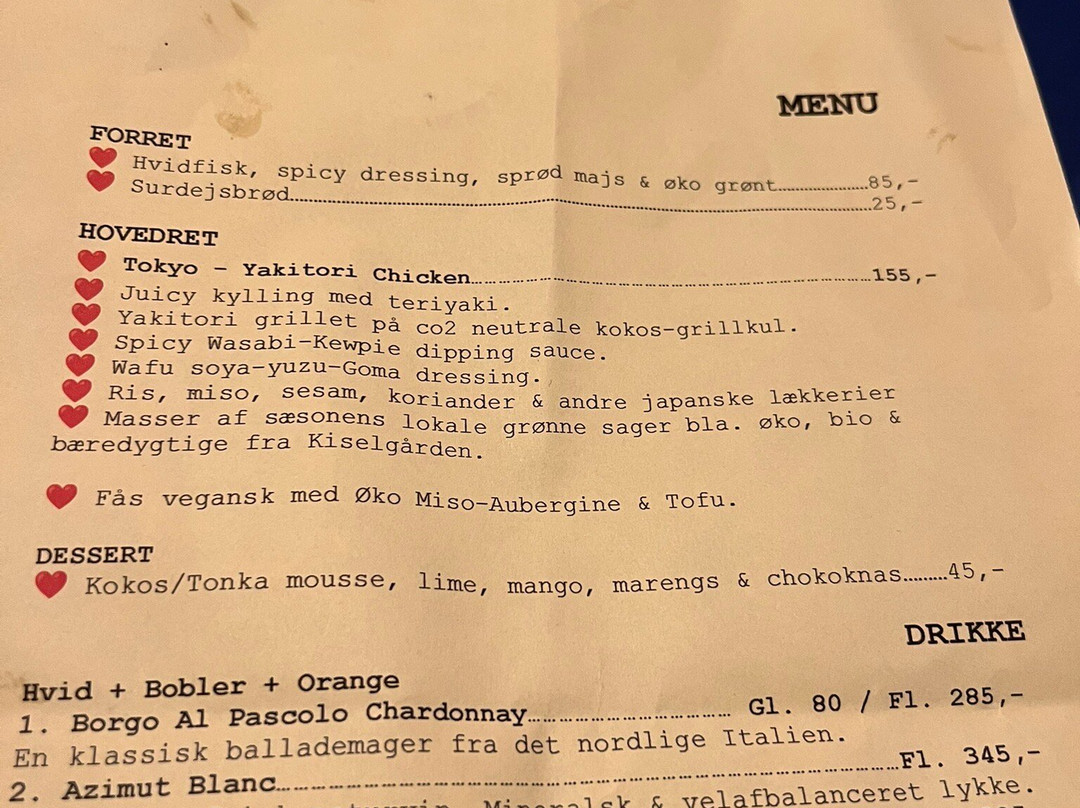 MENU
FORRET
❤️ Hvidfisk, spicy dressing, sprød majs & øko grønt……………………85,-
❤️ Surdejsbrød………………………………………………………………………………25,-
HOVEDRET
❤️ Tokyo - Yakitori Chicken………………………………………………………155,-
❤️ Juicy kylling med teriyaki.
❤️ Yakitori grillet på co2 neutrale kokos-grillkul.
❤️ Spicy Wasabi-Kewpie dipping sauce.
❤️ Wafu soya-yuzu-Goma dressing.
❤️ Ris, miso, sesam, koriander & andre japanske lækkerier
❤️ Masser af sæsonens lokale grønne sager bla. øko, bio &
bæredygtige fra Kiselgården.
❤️ Fås vegansk med Øko Miso-Aubergine & Tofu.
DESSERT
❤️ Kokos/Tonka mousse, lime, mango, marengs & chokoknas………45,-
DRIKKE
Hvid + Bobler + Orange
1. Borgo Al Pascolo Chardonnay…………………………… Gl. 80 / Fl. 285,-
En klassisk ballademager fra det nordlige Italien.
2. Azimut Blanc……………………………………………………………………Fl. 345,-
Mineralsk & velafbalanceret lykke.